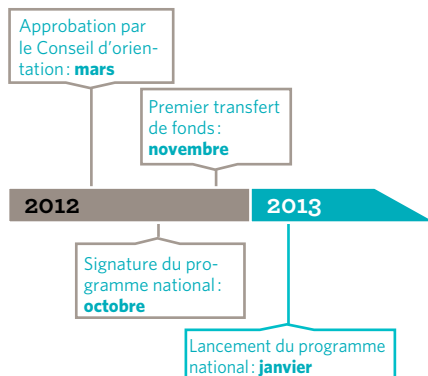 Approbation par
le Conseil d'orien-
tation : mars
Premier transfert
de fonds :
novembre
2012
2013
Signature du pro-
gramme national :
octobre
Lancement du programme
national : janvier